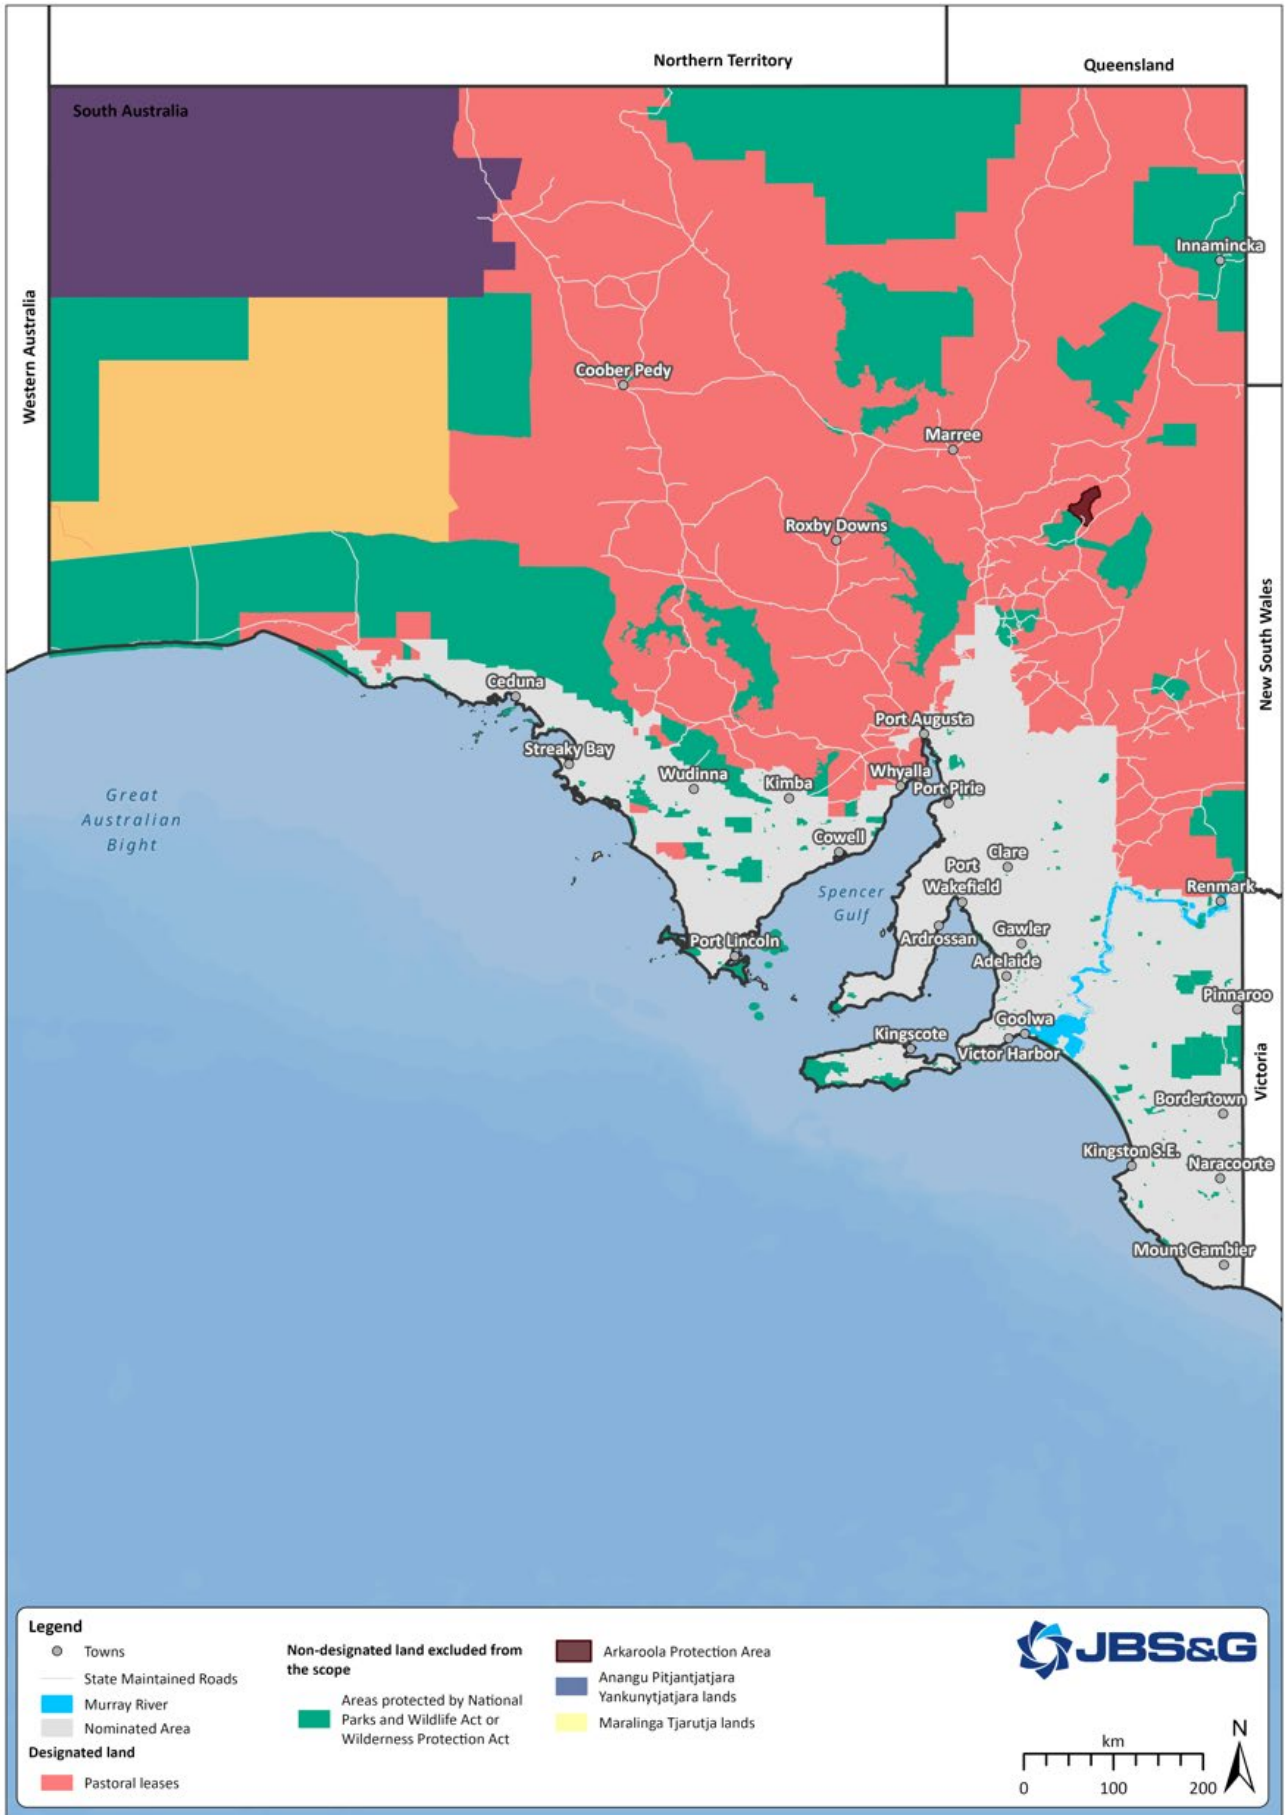 Northern Territory
Queensland
South Australia
Innamincka
Western Australia
Coober Pedy
Marree
Roxby Downs
New South Wales
Ceduna
Port Augusta
Streaky Bay
Wudinna
Kimba
Whyalla
Port Pirie
Great
Australian
Bight
Cowell
Clare
Port
Wakefield
Renmark
Spencer
Gulf
Ardrossan
Gawler
Port Lincoln
Adelaide
Pinnaroo
Goolwa
Kingscote
Victor Harbor
Victoria
Bordertown
Kingston S.E.
Naracoorte
Mount Gambier
Legend
Towns
State Maintained Roads
Murray River
Nominated Area
Designated land
Pastoral leases
Non-designated land excluded from
the scope
Areas protected by National
Parks and Wildlife Act or
Wilderness Protection Act
Arkaroola Protection Area
Anangu Pitjantjatjara
Yankunytjatjara lands
Maralinga Tjarutja lands
JBS&G
N
km
0 100 200